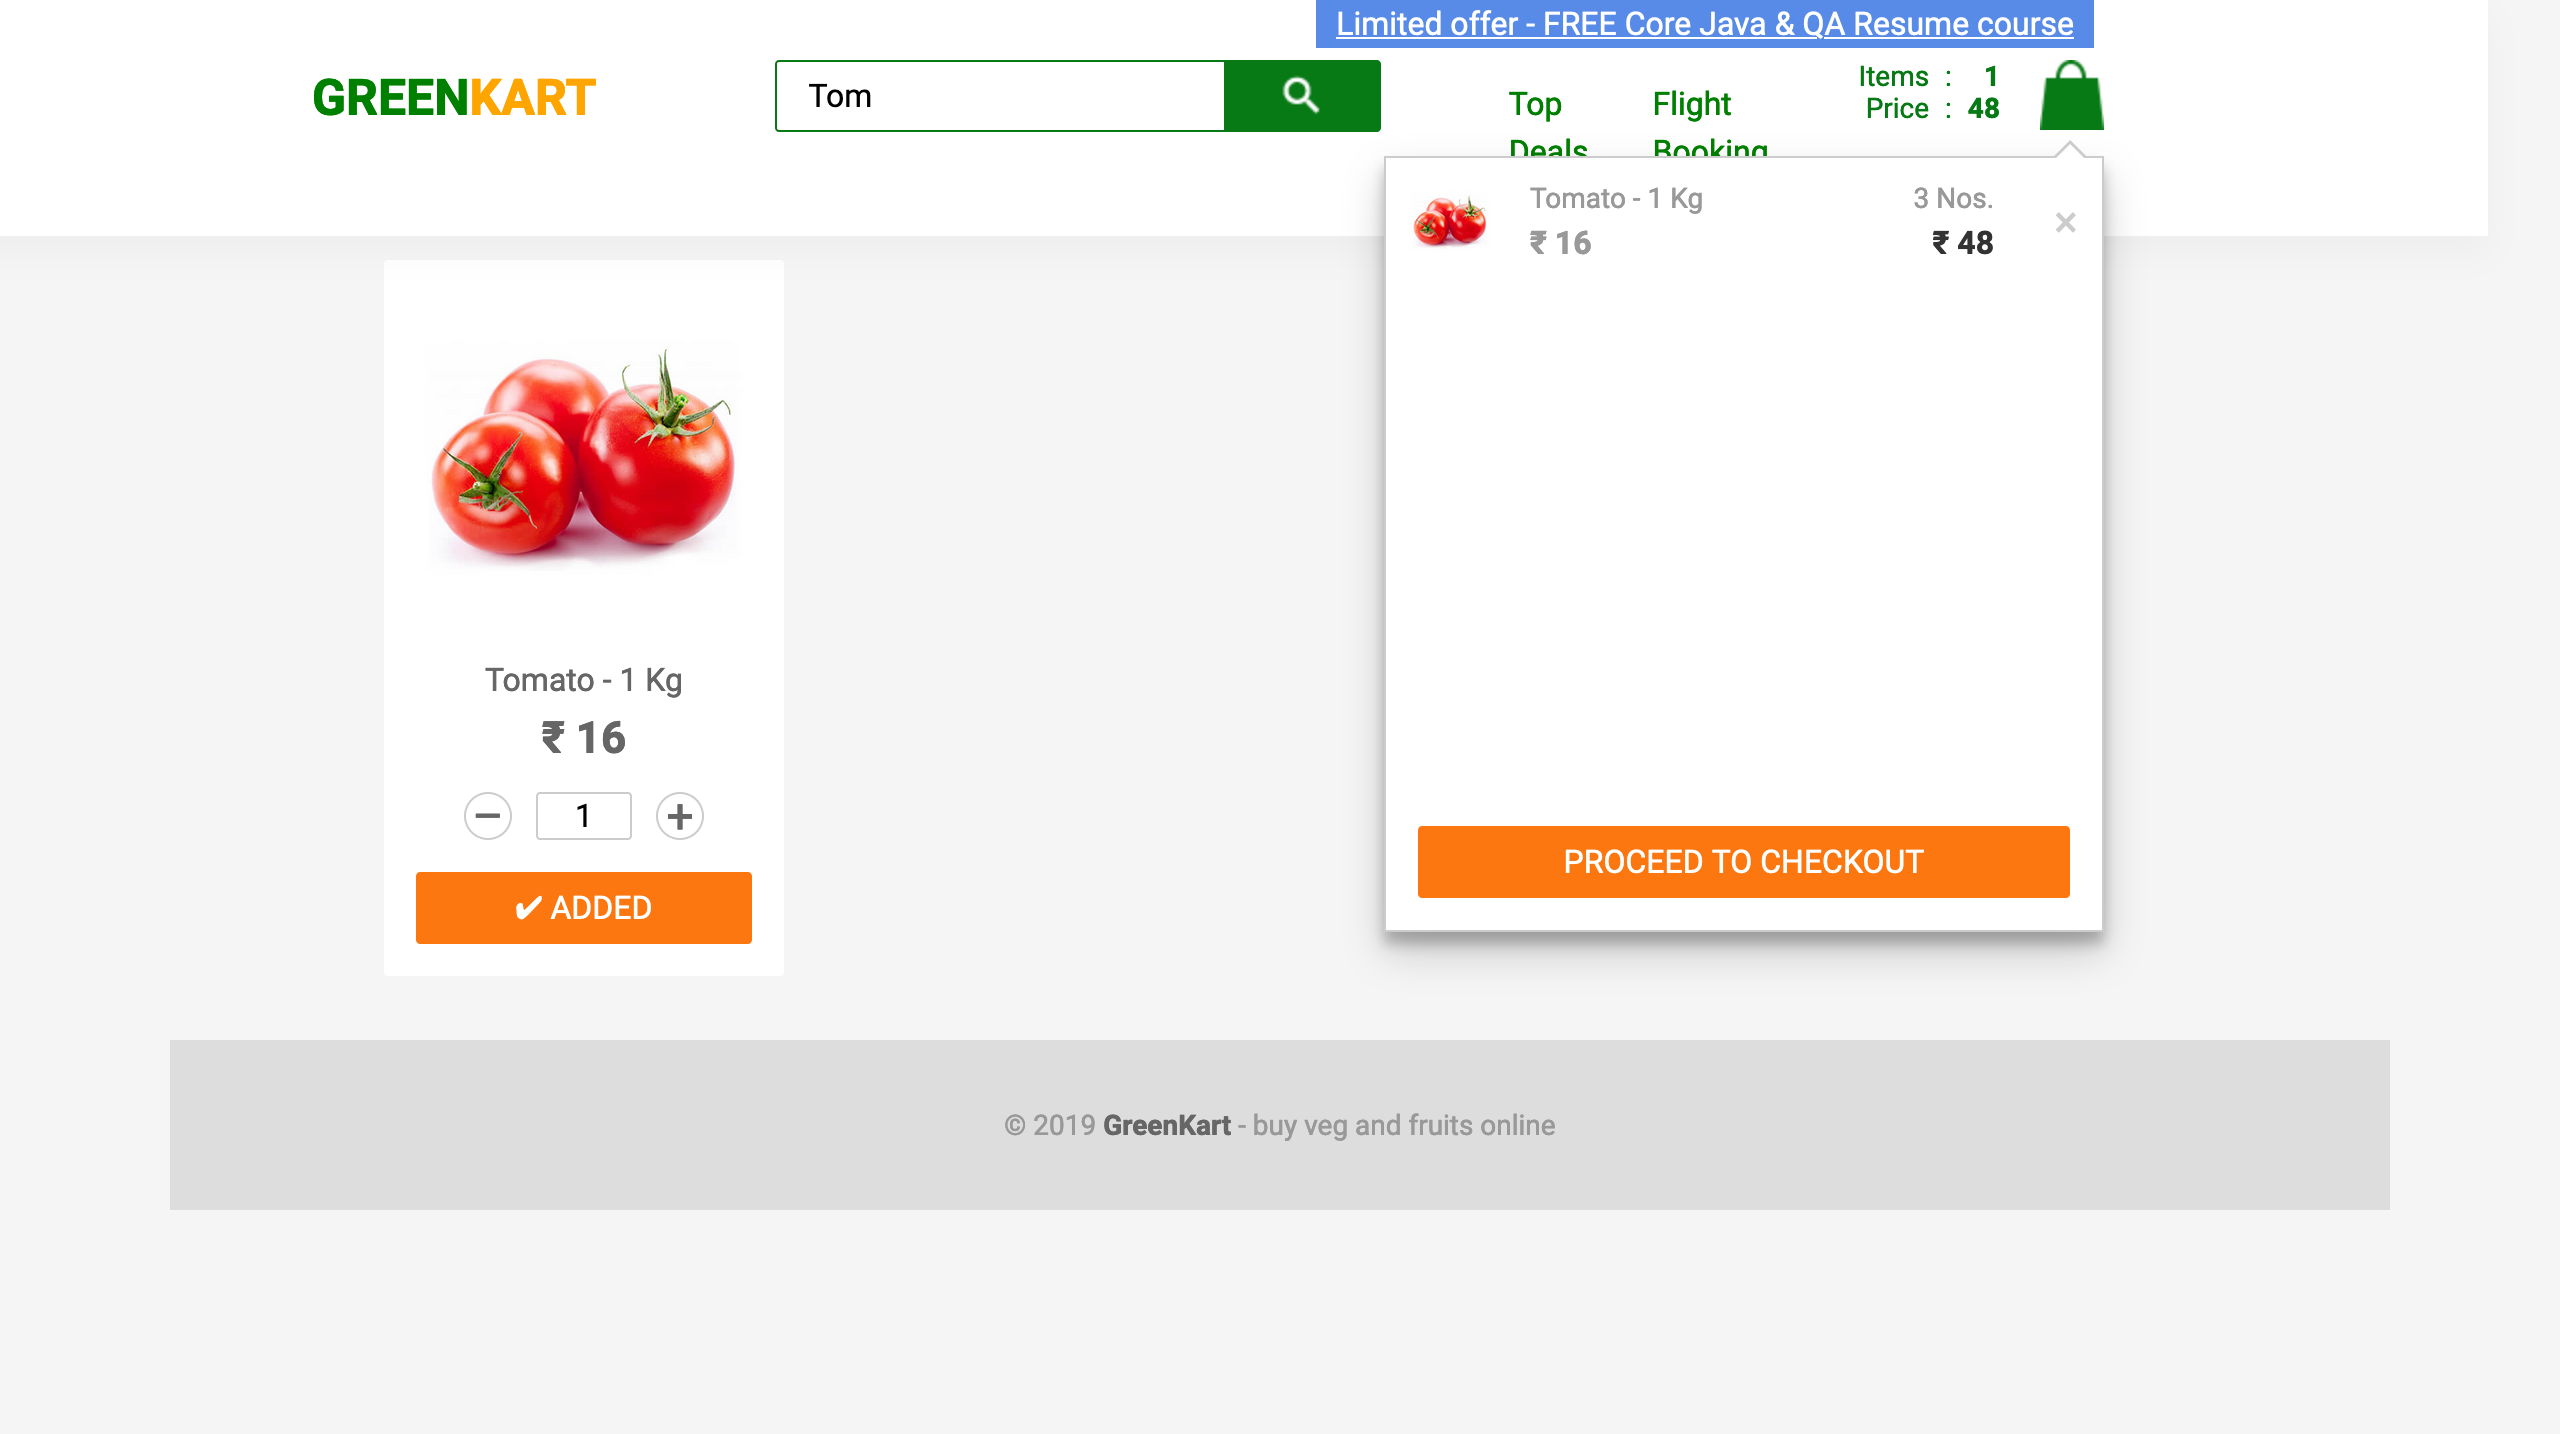 Limited offer - FREE Core Java & QA Resume course
GREENKART
Tom
Top Deals
Flight Booking
Items : 1
Price : 48
Tomato - 1 Kg 3 Nos.
₹ 16 ₹ 48
×
PROCEED TO CHECKOUT
Tomato - 1 Kg
₹ 16
− 1 +
✔ ADDED
© 2019 GreenKart - buy veg and fruits online